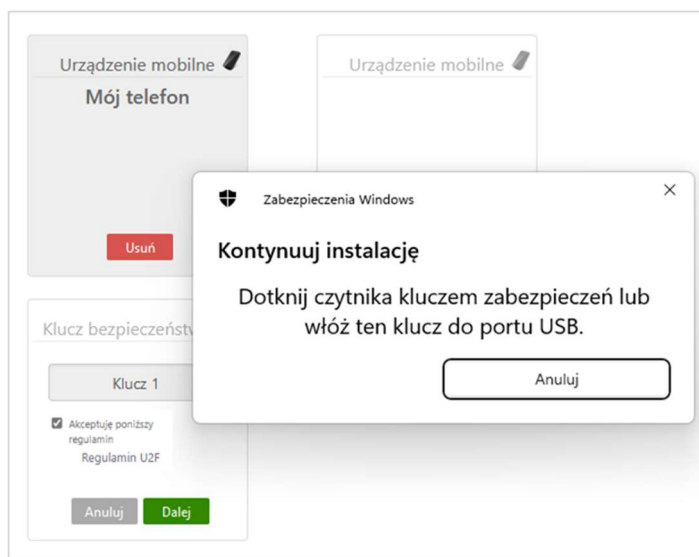 Urządzenie mobilne
Mój telefon
Usuń
Urządzenie mobilne
Zabezpieczenia Windows
Kontynuuj instalację
Dotknij czytnika kluczem zabezpieczeń lub
włóż ten klucz do portu USB.
Anuluj
Klucz bezpieczeństw
Klucz 1
Akceptuję poniższy
regulamin
Regulamin U2F
Anuluj
Dalej